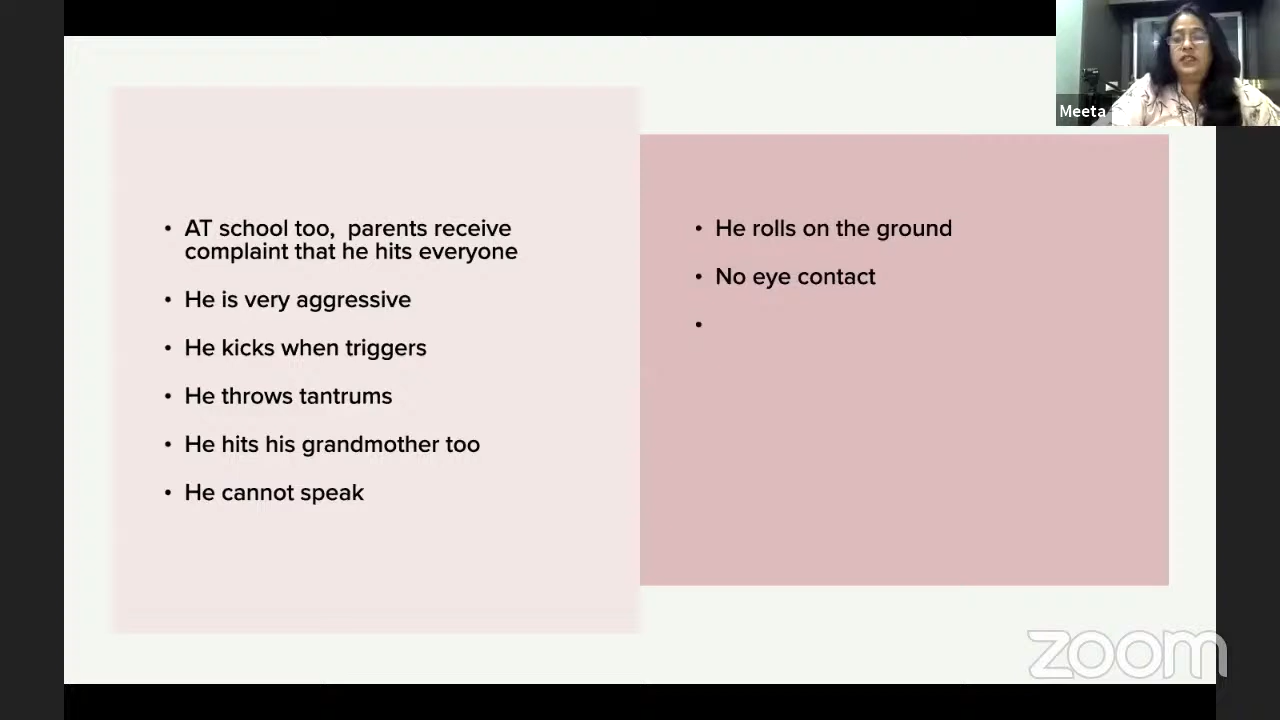 Meeta
• AT school too,  parents receive
complaint that he hits everyone
• He is very aggressive
• He kicks when triggers
• He throws tantrums
• He hits his grandmother too
• He cannot speak
• He rolls on the ground
• No eye contact
•
zoom